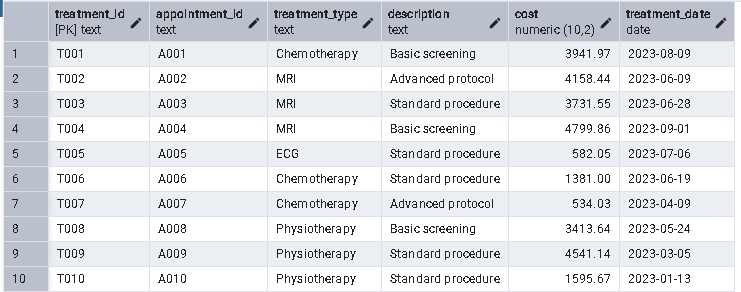 treatment_id appointment_id treatment_type description cost treatment_date
[PK] text text text text numeric (10,2) date
1 T001 A001 Chemotherapy Basic screening 3941.97 2023-08-09
2 T002 A002 MRI Advanced protocol 4158.44 2023-06-09
3 T003 A003 MRI Standard procedure 3731.55 2023-06-28
4 T004 A004 MRI Basic screening 4799.86 2023-09-01
5 T005 A005 ECG Standard procedure 582.05 2023-07-06
6 T006 A006 Chemotherapy Standard procedure 1381.00 2023-06-19
7 T007 A007 Chemotherapy Advanced protocol 534.03 2023-04-09
8 T008 A008 Physiotherapy Basic screening 3413.64 2023-05-24
9 T009 A009 Physiotherapy Standard procedure 4541.14 2023-03-05
10 T010 A010 Physiotherapy Standard procedure 1595.67 2023-01-13